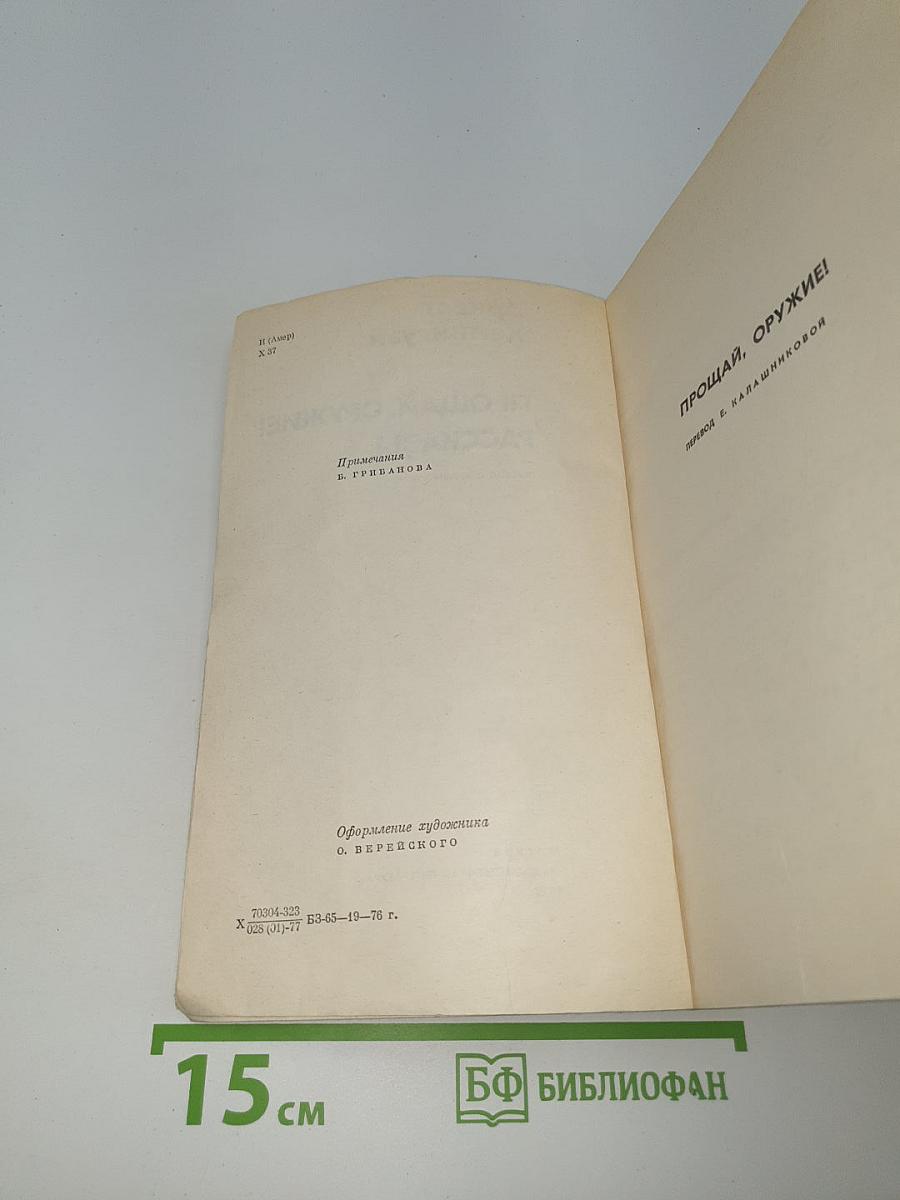 И (Амер)
Х 37
Примечания
Б. ГРИБАНОВА
Оформление художника
О. ВЕРЕЙСКОГО
Х 70304-323 БЗ-65—19—76 г.
028 (01)-77
ПРОЩАЙ, ОРУЖИЕ!
ПЕРЕВОД Е. КАЛАШНИКОВОЙ
15 см
БФ БИБЛИОФАН